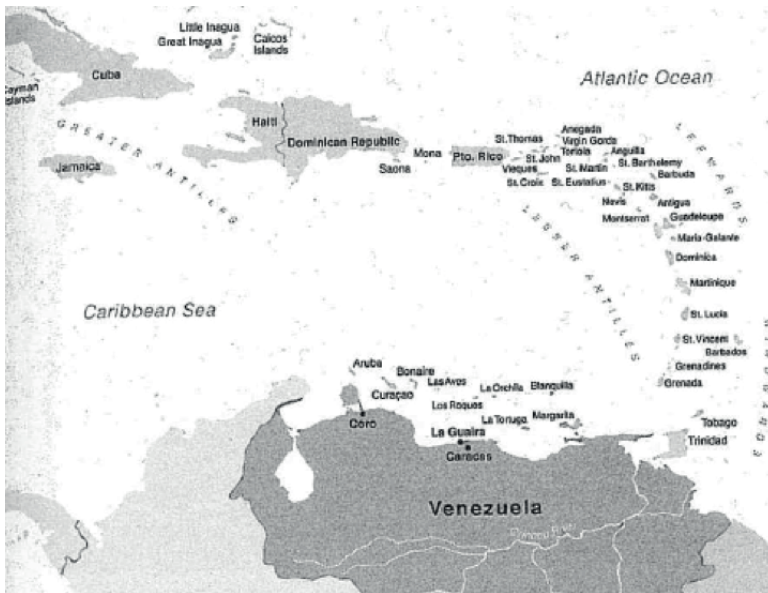 Little Inagua
Great Inagua
Caicos
Islands
Cuba
Cayman
Islands
Atlantic Ocean
Haiti
Dominican Republic
GREATER ANTILLES
Jamaica
Mona
Saona
Pto. Rico
St. Thomas
Anegada
Virgin Gorda
Tortola
St. John
Vieques
St. Croix
Anguilla
St. Martin
St. Barthelemy
St. Eustatius
Barbuda
St. Kitts
Nevis
Antigua
Montserrat
Guadeloupe
LEEWARDS
LESSER ANTILLES
Maria-Galante
Dominica
Martinique
Caribbean Sea
St. Lucia
St. Vincent
Barbados
Grenadines
Grenada
Aruba
Bonaire
Curaçao
Las Aves
La Orchila
Blanquilla
Los Roques
La Tortuga
Margarita
Coro
La Guaira
Caracas
Tobago
Trinidad
Venezuela